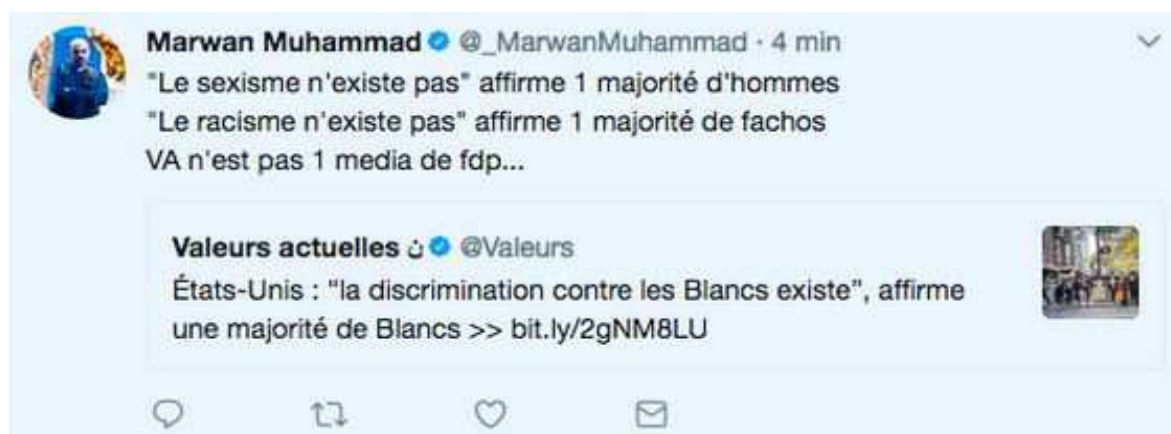 Marwan Muhammad @_MarwanMuhammad · 4 min
"Le sexisme n'existe pas" affirme 1 majorité d'hommes
"Le racisme n'existe pas" affirme 1 majorité de fachos
VA n'est pas 1 media de fdp...
Valeurs actuelles ن @Valeurs
États-Unis : "la discrimination contre les Blancs existe", affirme
une majorité de Blancs >> bit.ly/2gNM8LU